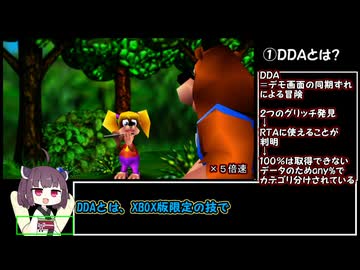 ①DDAとは?
DDA
=デモ画面の同期ずれ
による冒険
↓
2つのグリッチ発見
↓
RTAに使えることが
判明
↓
100%は取得できない
データのためany%で
カテゴリ分けされている
×5倍速
DDAとは、XBOX版限定の技で